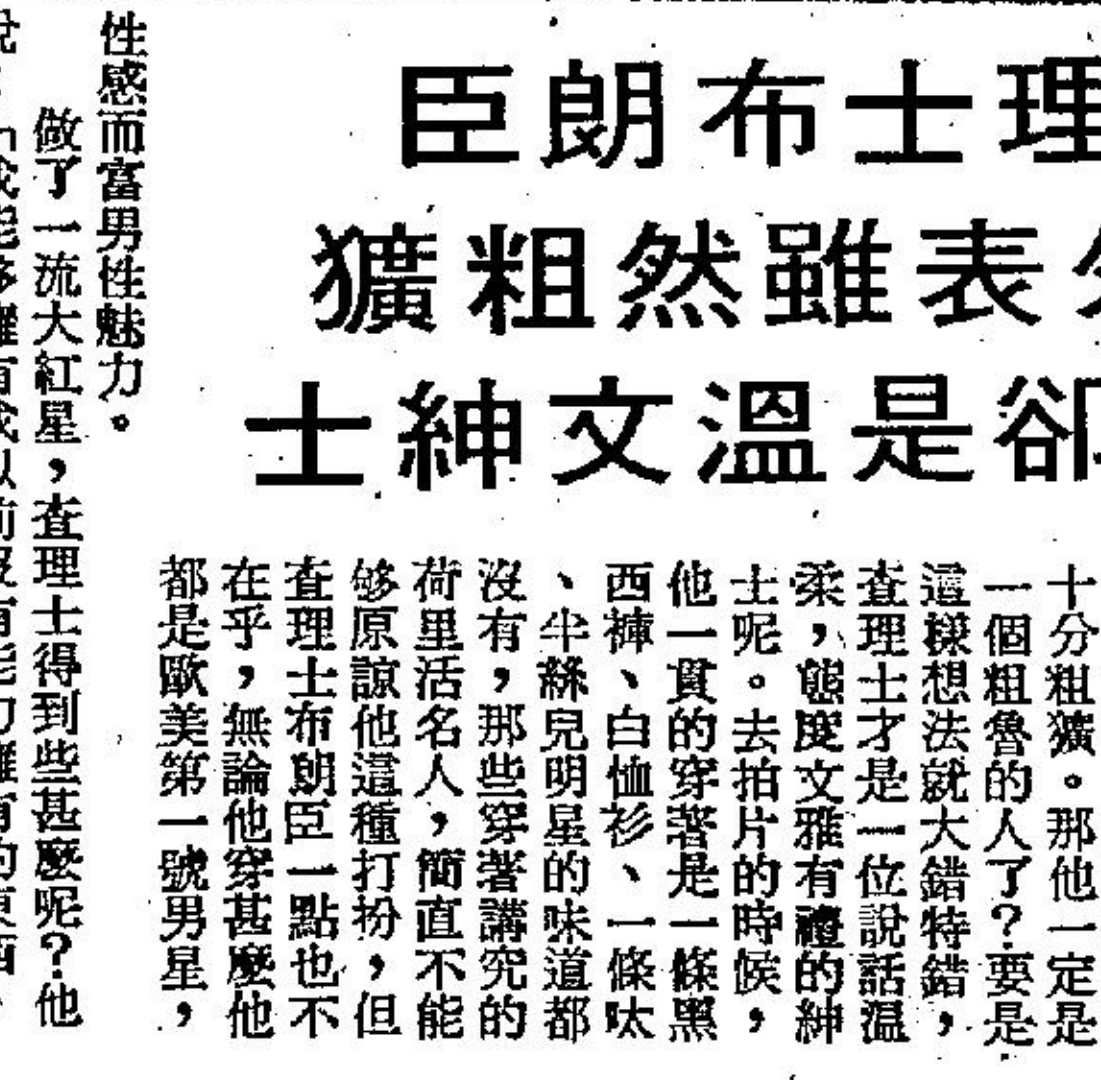 理士布朗臣
表雖然粗獷
卻是溫文紳士
十分粗獷。那他一定是
一個粗魯的人了？要是
這樣想法就大錯特錯，
查理士才是一位說話溫
柔，態度文雅有禮的紳
士呢。去拍片的時候，
他一貫的穿著是一條黑
西褲、白恤衫、一條呔
、半絲兒明星的味道都
沒有，那些穿著講究的
荷里活名人，簡直不能
够原諒他這種打扮，但
查理士布朗臣一點也不
在乎，無論他穿甚麼他
都是歐美第一號男星，
性感而富男性魅力。
做了一流大紅星，查理士得到些甚麼呢？他